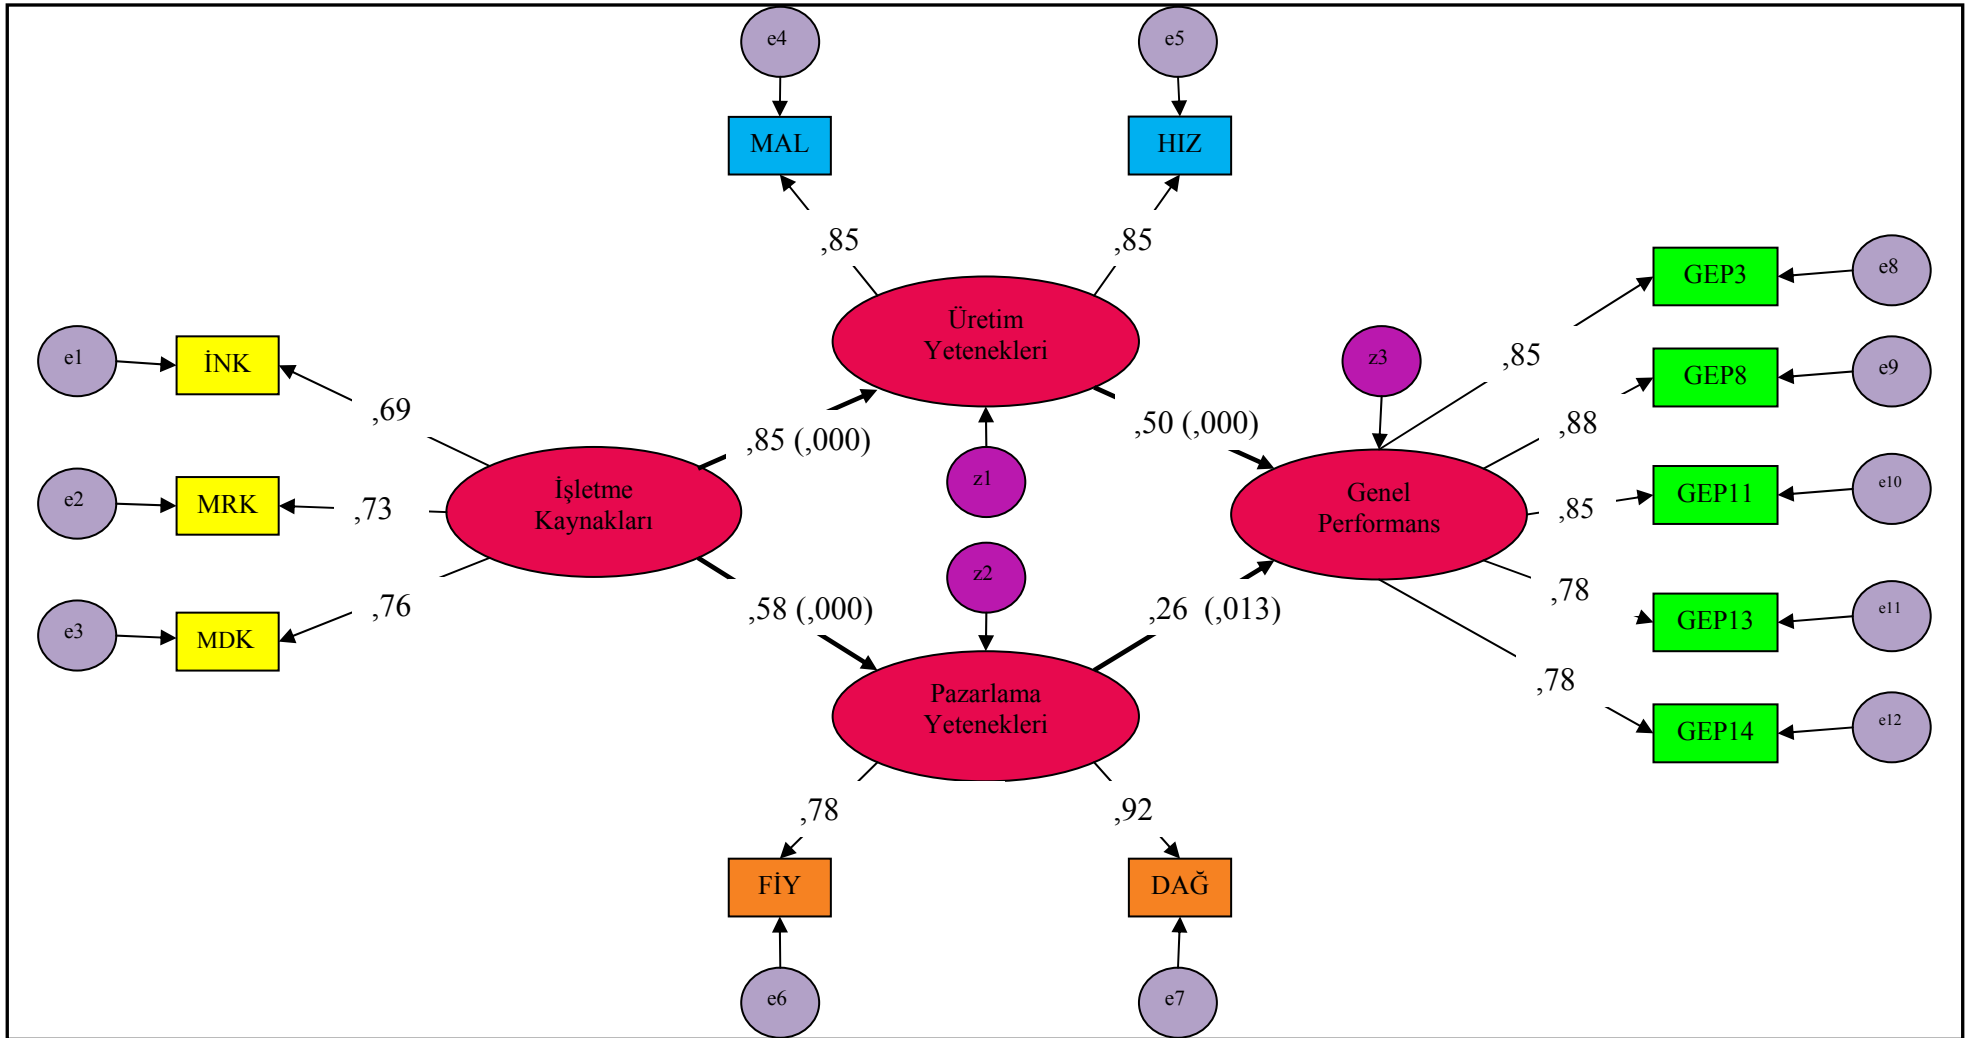 e4
e5
MAL
HIZ
,85
,85
GEP3
e8
Üretim
Yetenekleri
e1
İNK
z3
,85
GEP8
e9
,69
,85 (,000)
,50 (,000)
,88
z1
e2
MRK
,73
İşletme
Kaynakları
Genel
Performans
,85
GEP11
e10
z2
,76
,58 (,000)
,26 (,013)
,78
e3
MDK
GEP13
e11
,78
Pazarlama
Yetenekleri
GEP14
e12
,78
,92
FİY
DAĞ
e6
e7